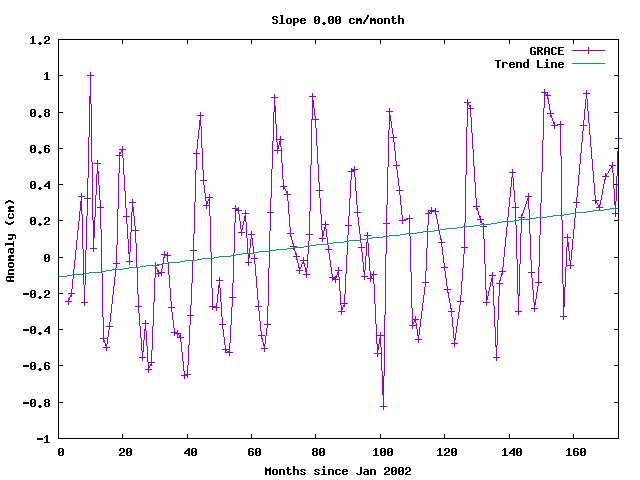 Slope 0.00 cm/month
GRACE
Trend Line
1.2
1
0.8
0.6
0.4
0.2
0
-0.2
-0.4
-0.6
-0.8
-1
Anomaly (cm)
0 20 40 60 80 100 120 140 160
Months since Jan 2002